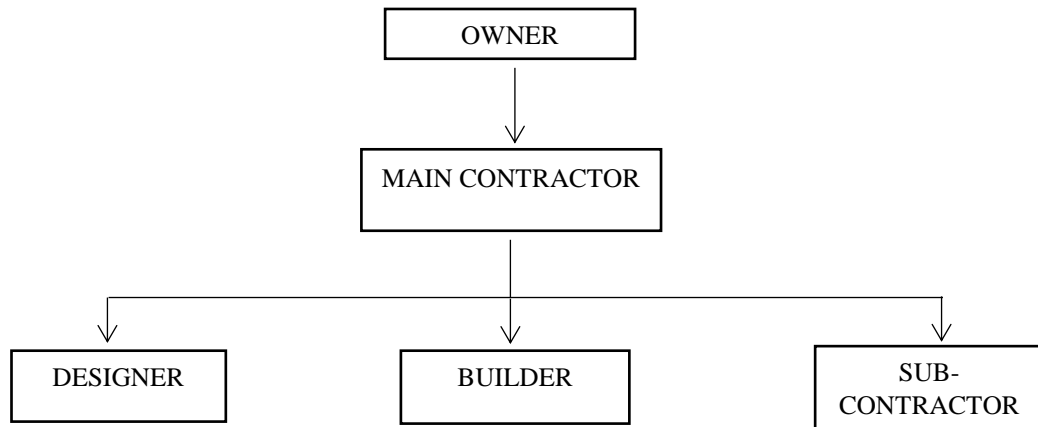 OWNER
MAIN CONTRACTOR
DESIGNER
BUILDER
SUB-
CONTRACTOR